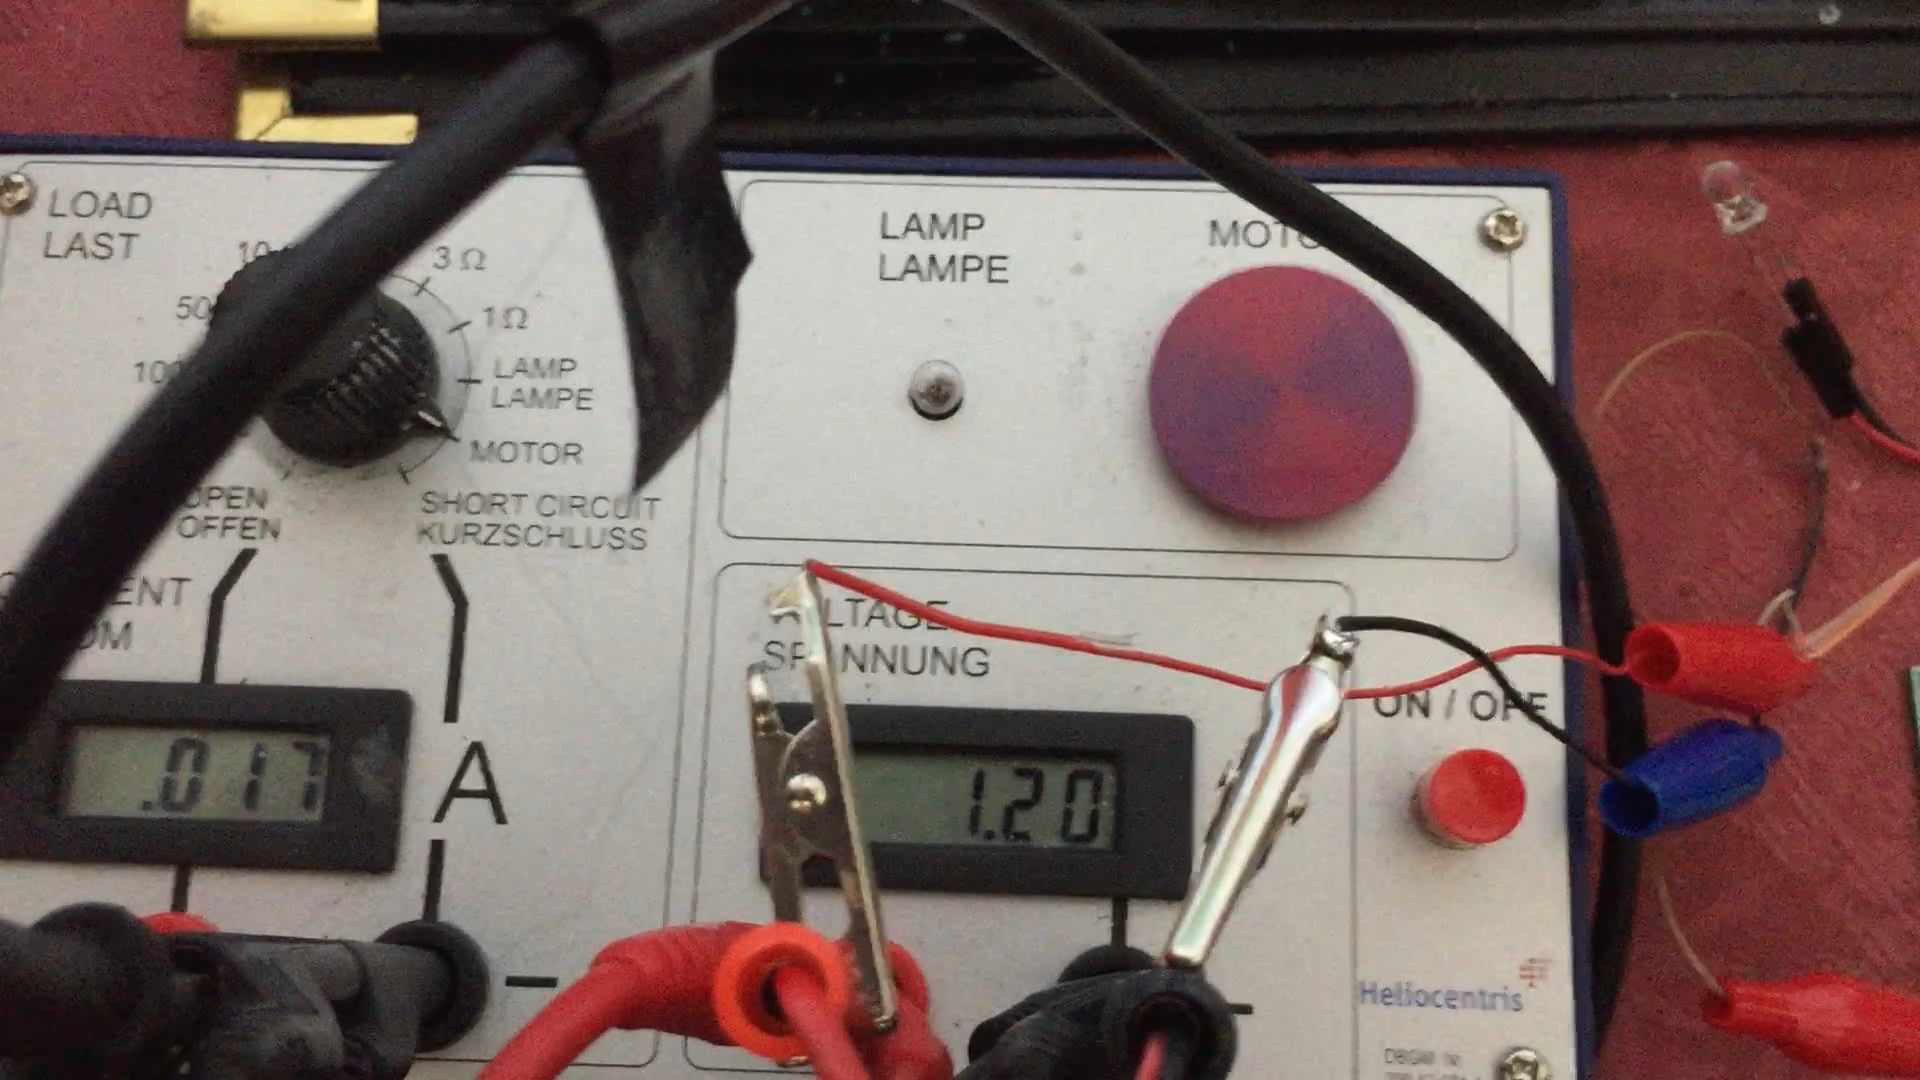 LOAD
LAST
3 Ω
1 Ω
LAMP
LAMPE
MOTOR
SHORT CIRCUIT
KURZSCHLUSS
OPEN
OFFEN
LAMP
LAMPE
.017
A
SPANNUNG
1.20
ON / OFF
Heliocentris